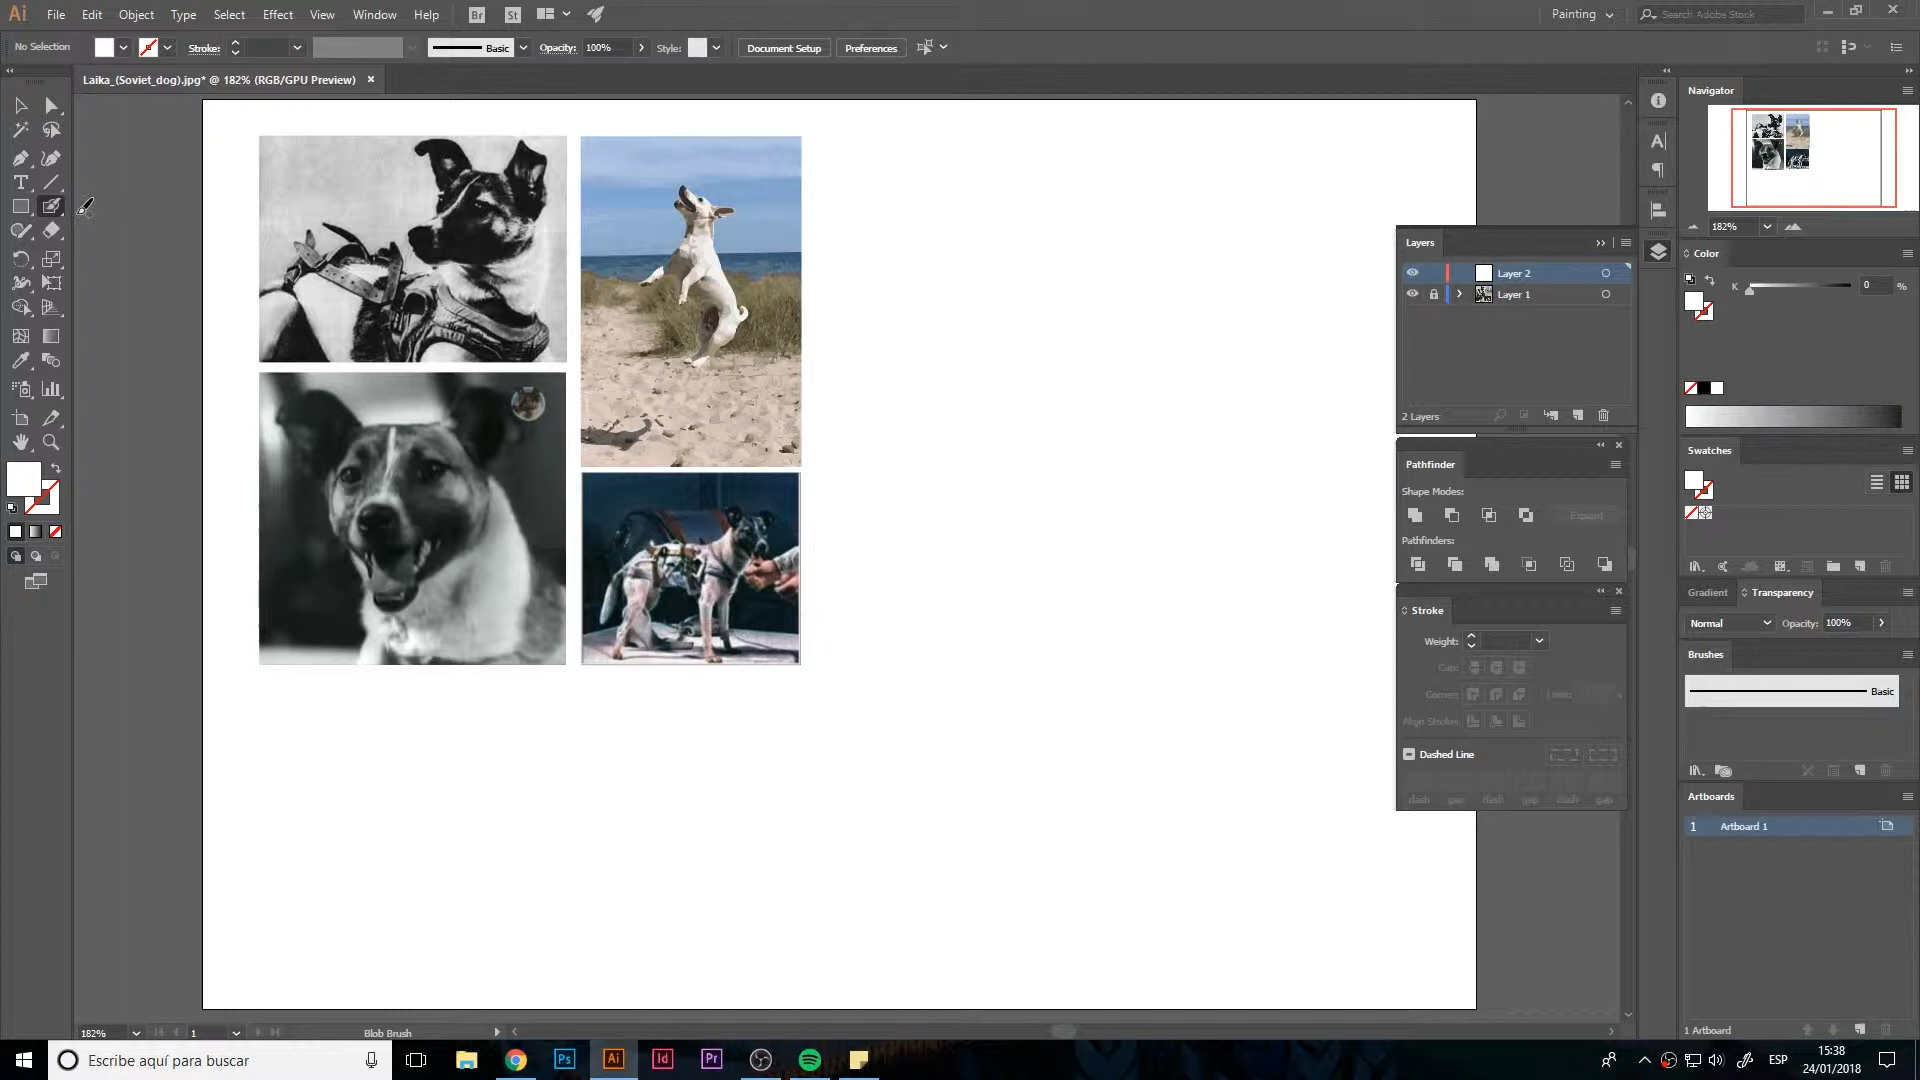 Ai File Edit Object Type Select Effect View Window Help Br St Painting Search Adobe Stock
No Selection Stroke: Basic Opacity: 100% Style: Document Setup Preferences
Laika_(Soviet_dog).jpg* @ 182% (RGB/GPU Preview)
Navigator
182%
Layers
Layer 2
Layer 1
2 Layers
Color
K 0 %
Pathfinder
Shape Modes:
Expand
Pathfinders:
Swatches
Stroke
Weight:
Cap:
Corner: Limit:
Align Stroke:
Dashed Line
dash gap dash gap dash gap
Gradient Transparency
Normal Opacity: 100%
Brushes
Basic
Artboards
1 Artboard 1
1 Artboard
182% 1 Blob Brush
Escribe aquí para buscar
Ps Ai Id Pr
ESP
15:38
24/01/2018